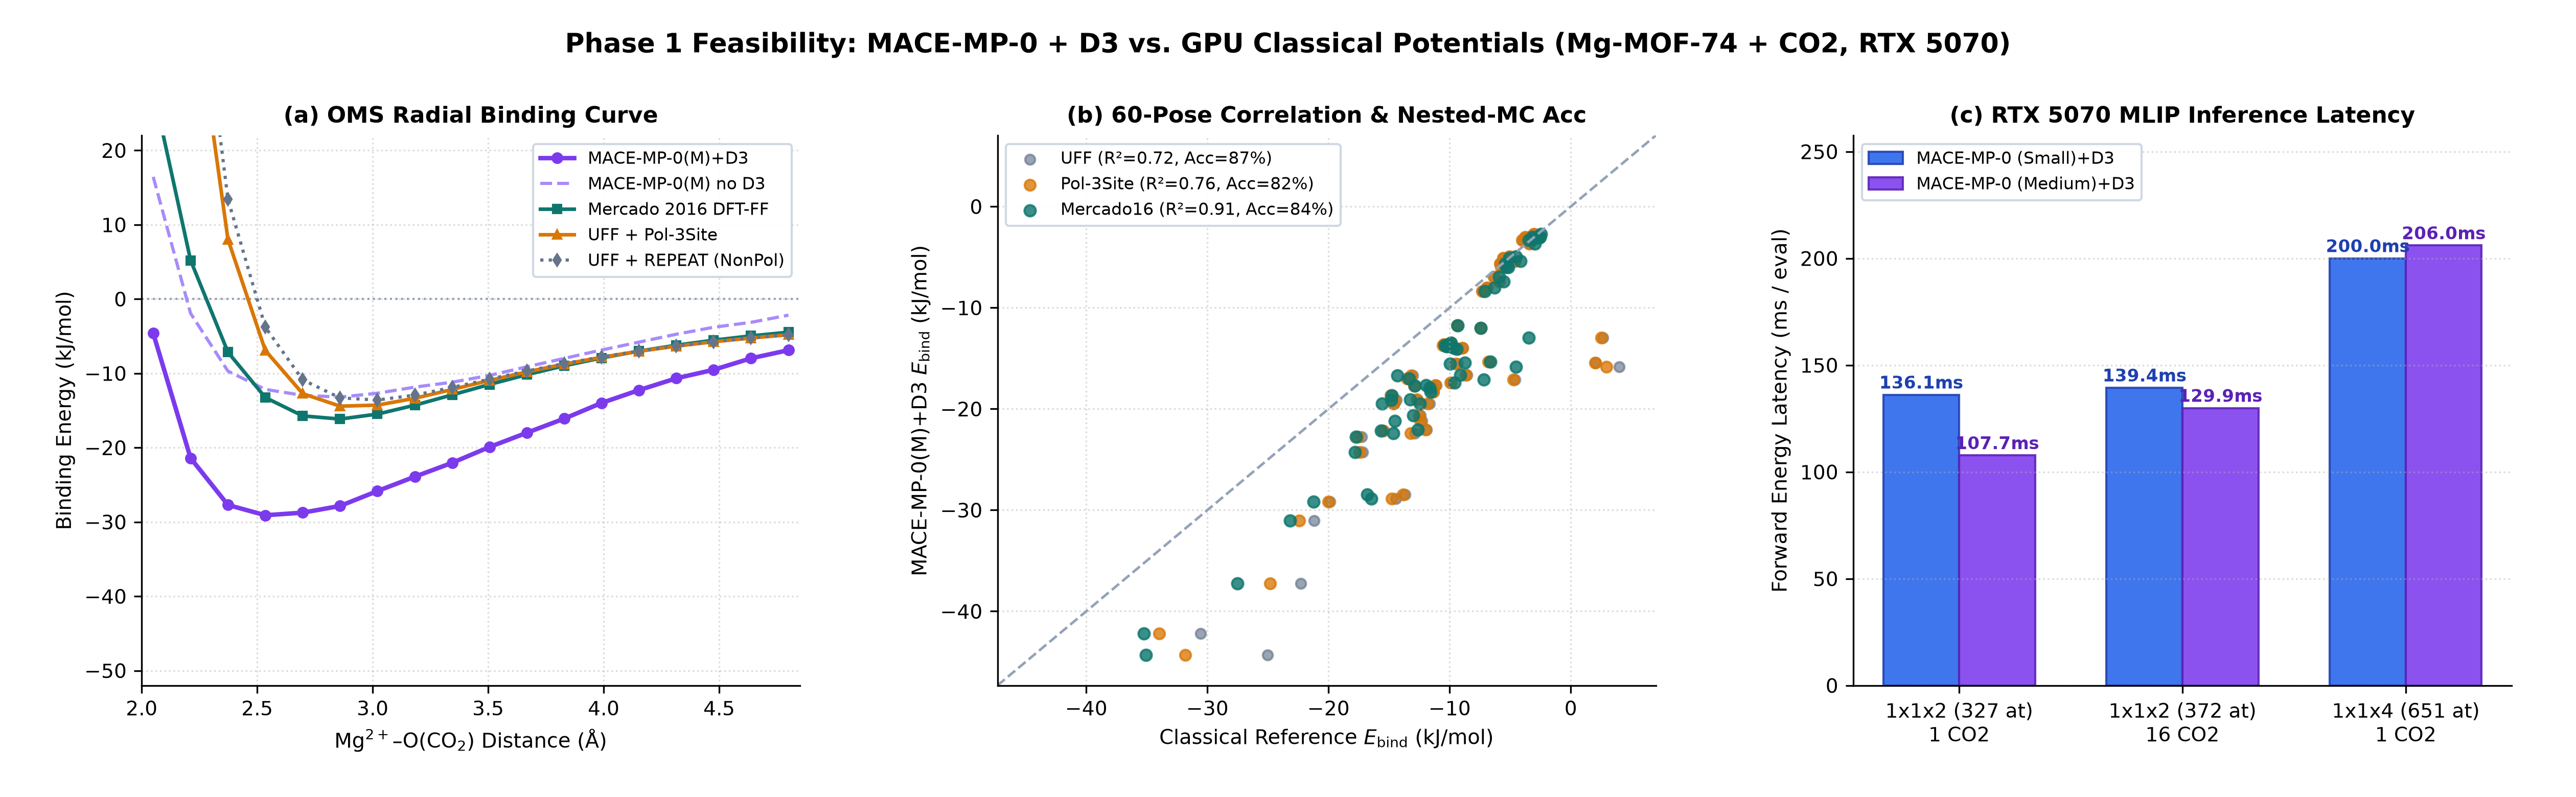 Phase 1 Feasibility: MACE-MP-0 + D3 vs. GPU Classical Potentials (Mg-MOF-74 + CO2, RTX 5070)
(a) OMS Radial Binding Curve
MACE-MP-0(M)+D3
MACE-MP-0(M) no D3
Mercado 2016 DFT-FF
UFF + Pol-3Site
UFF + REPEAT (NonPol)
Binding Energy (kJ/mol)
20
10
0
−10
−20
−30
−40
−50
2.0 2.5 3.0 3.5 4.0 4.5
Mg²⁺–O(CO₂) Distance (Å)
(b) 60-Pose Correlation & Nested-MC Acc
UFF (R²=0.72, Acc=87%)
Pol-3Site (R²=0.76, Acc=82%)
Mercado16 (R²=0.91, Acc=84%)
MACE-MP-0(M)+D3 E_bind (kJ/mol)
0
−10
−20
−30
−40
−40 −30 −20 −10 0
Classical Reference E_bind (kJ/mol)
(c) RTX 5070 MLIP Inference Latency
MACE-MP-0 (Small)+D3
MACE-MP-0 (Medium)+D3
Forward Energy Latency (ms / eval)
250
200
150
100
50
0
136.1ms
107.7ms
139.4ms
129.9ms
200.0ms
206.0ms
1x1x2 (327 at)
1 CO2
1x1x2 (372 at)
16 CO2
1x1x4 (651 at)
1 CO2